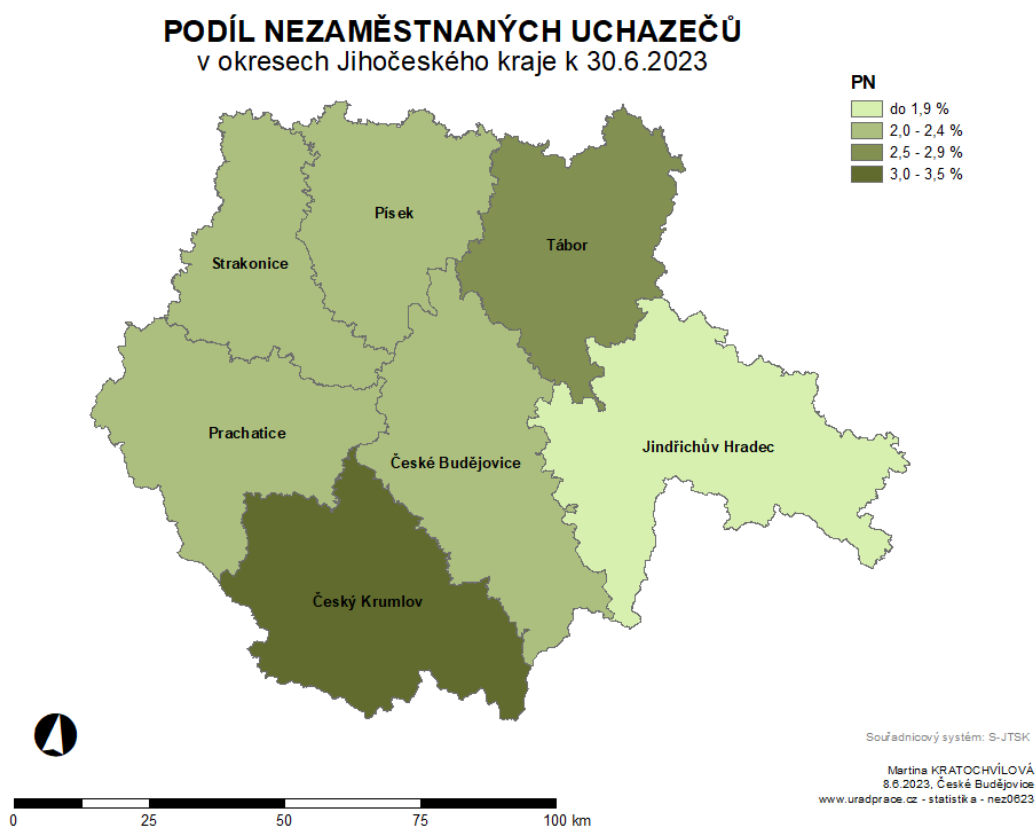 PODÍL NEZAMĚSTNANÝCH UCHAZEČŮ
v okresech Jihočeského kraje k 30.6.2023
PN
do 1,9 %
2,0 - 2,4 %
2,5 - 2,9 %
3,0 - 3,5 %
Písek
Tábor
Strakonice
Prachatice
Jindřichův Hradec
České Budějovice
Český Krumlov
Souřadnicový systém: S-JTSK
Martina KRATOCHVÍLOVÁ
8.6.2023, České Budějovice
www.uradprace.cz - statistika - nez0623
0 25 50 75 100 km